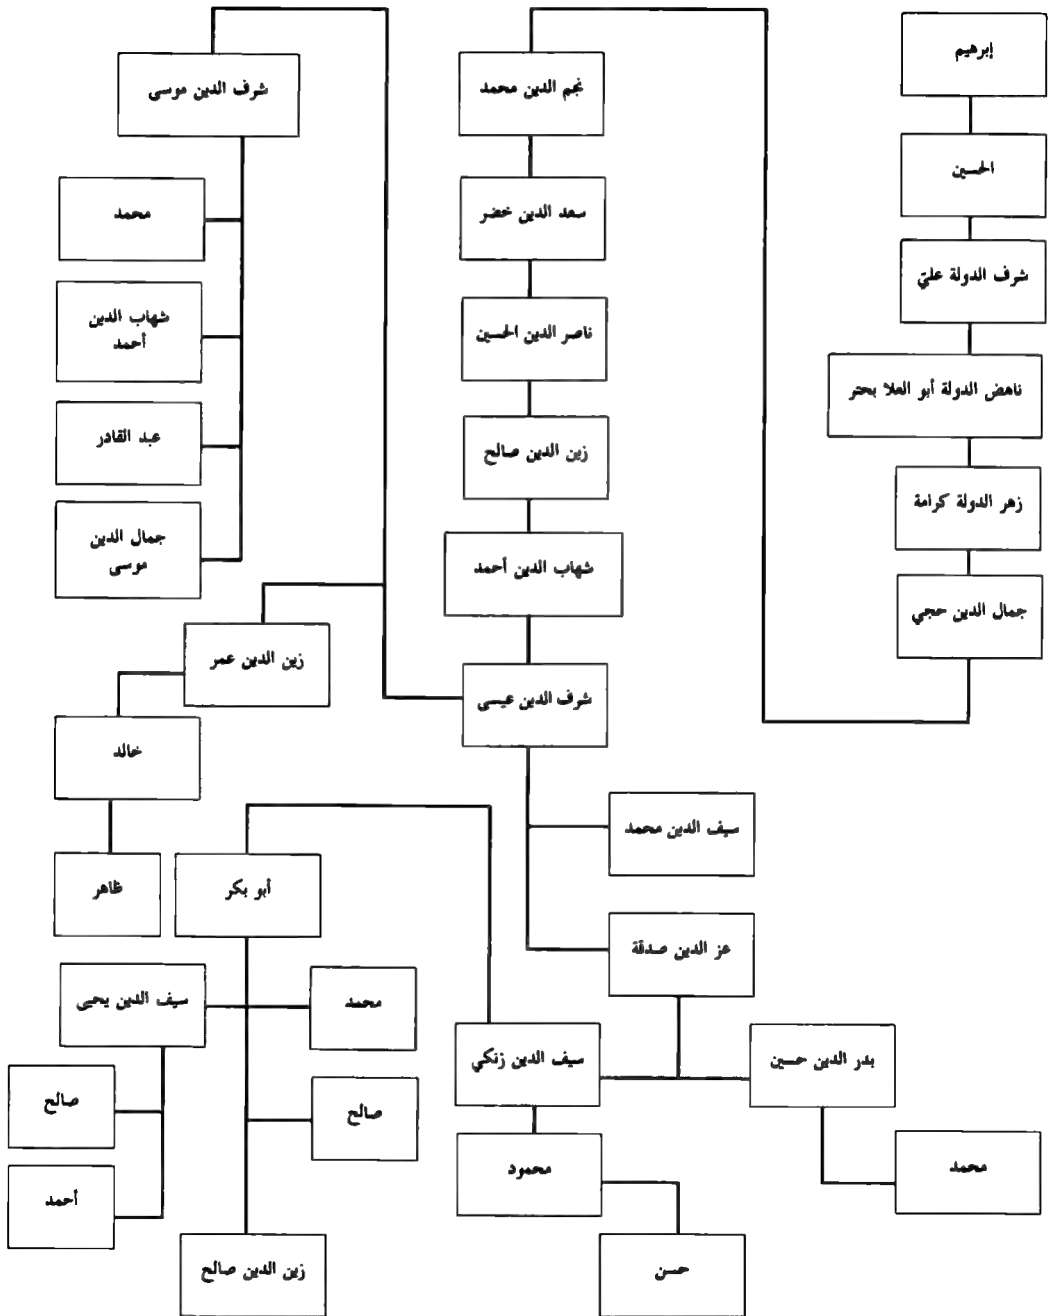 إبرهيم
الحسين
شرف الدولة عليّ
ناهض الدولة أبو العلا بحتر
زهر الدولة كرامة
جمال الدين حجي
نجم الدين محمد
سعد الدين خضر
ناصر الدين الحسين
زين الدين صالح
شهاب الدين أحمد
شرف الدين عيسى
سيف الدين محمد
عز الدين صدقة
بدر الدين حسين
محمد
سيف الدين زنكي
محمود
حسن
شرف الدين موسى
محمد
شهاب الدين
أحمد
عبد القادر
جمال الدين
موسى
زين الدين عمر
خالد
ظاهر
أبو بكر
محمد
سيف الدين يحيى
صالح
صالح
أحمد
زين الدين صالح